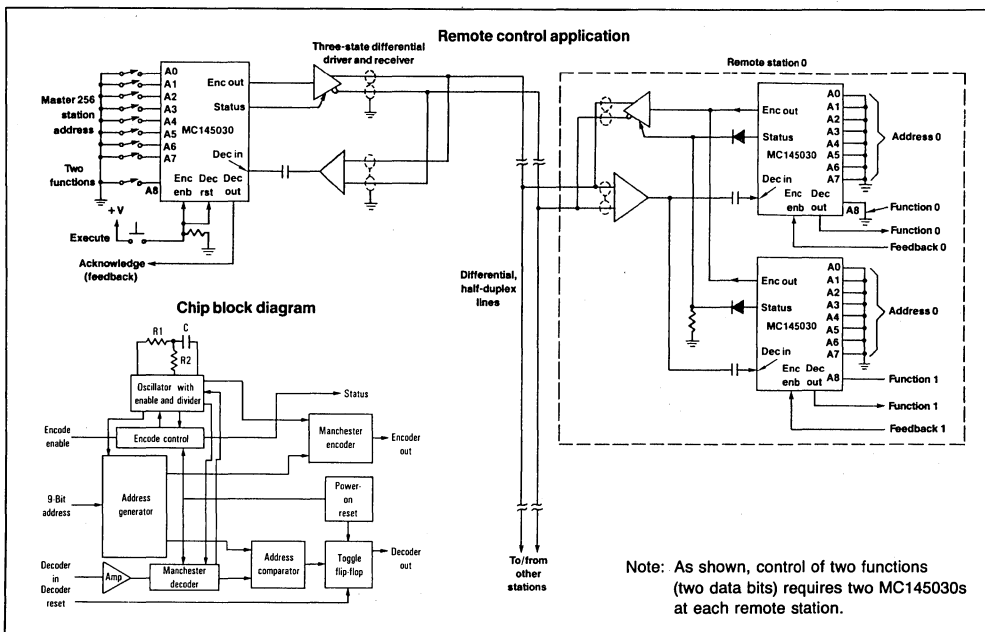 Remote control application
Three-state differential
driver and receiver
Master 256
station
address
Two
functions
A0
A1
A2
A3
A4
A5
A6
A7
A8
Enc out
Status
MC145030
Dec in
Enc Dec Dec
enb rst out
+V
Execute
Acknowledge
(feedback)
Differential,
half-duplex
lines
To/from
other
stations
Remote station 0
Enc out
Status
MC145030
Dec in
Enc Dec
enb out
A0
A1
A2
A3
A4
A5
A6
A7
A8
Address 0
Function 0
Function 0
Feedback 0
Enc out
Status
MC145030
Dec in
Enc Dec
enb out
A0
A1
A2
A3
A4
A5
A6
A7
A8
Address 0
Function 1
Function 1
Feedback 1
Chip block diagram
R1
C
R2
Oscillator with
enable and divider
Status
Encode
enable
Encode control
Manchester
encoder
Encoder
out
9-Bit
address
Address
generator
Power-
on
reset
Decoder
in
Decoder
reset
Amp
Manchester
decoder
Address
comparator
Toggle
flip-flop
Decoder
out
Note: As shown, control of two functions
(two data bits) requires two MC145030s
at each remote station.